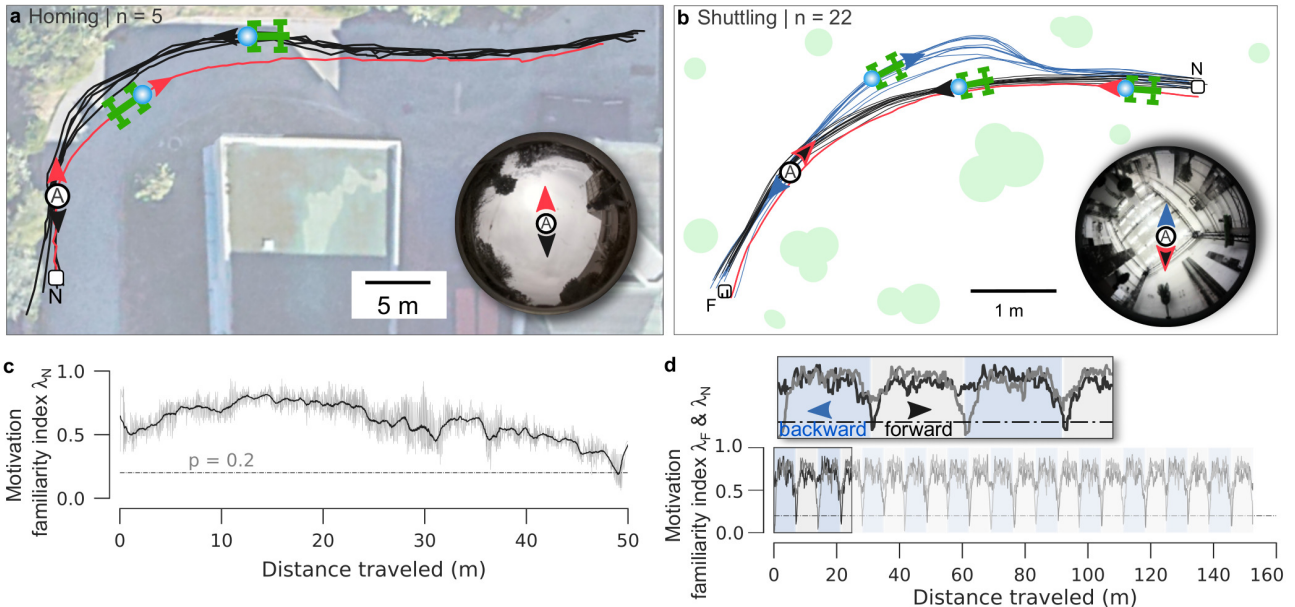 a Homing | n = 5
A
N
5 m
A
b Shuttling | n = 22
N
A
F
1 m
A
c
Motivation
familiarity index λN
1.0
0.5
0.0
p = 0.2
0 10 20 30 40 50
Distance traveled (m)
d
backward forward
Motivation
familiarity index λF & λN
1.0
0.5
0.0
0 20 40 60 80 100 120 140 160
Distance traveled (m)